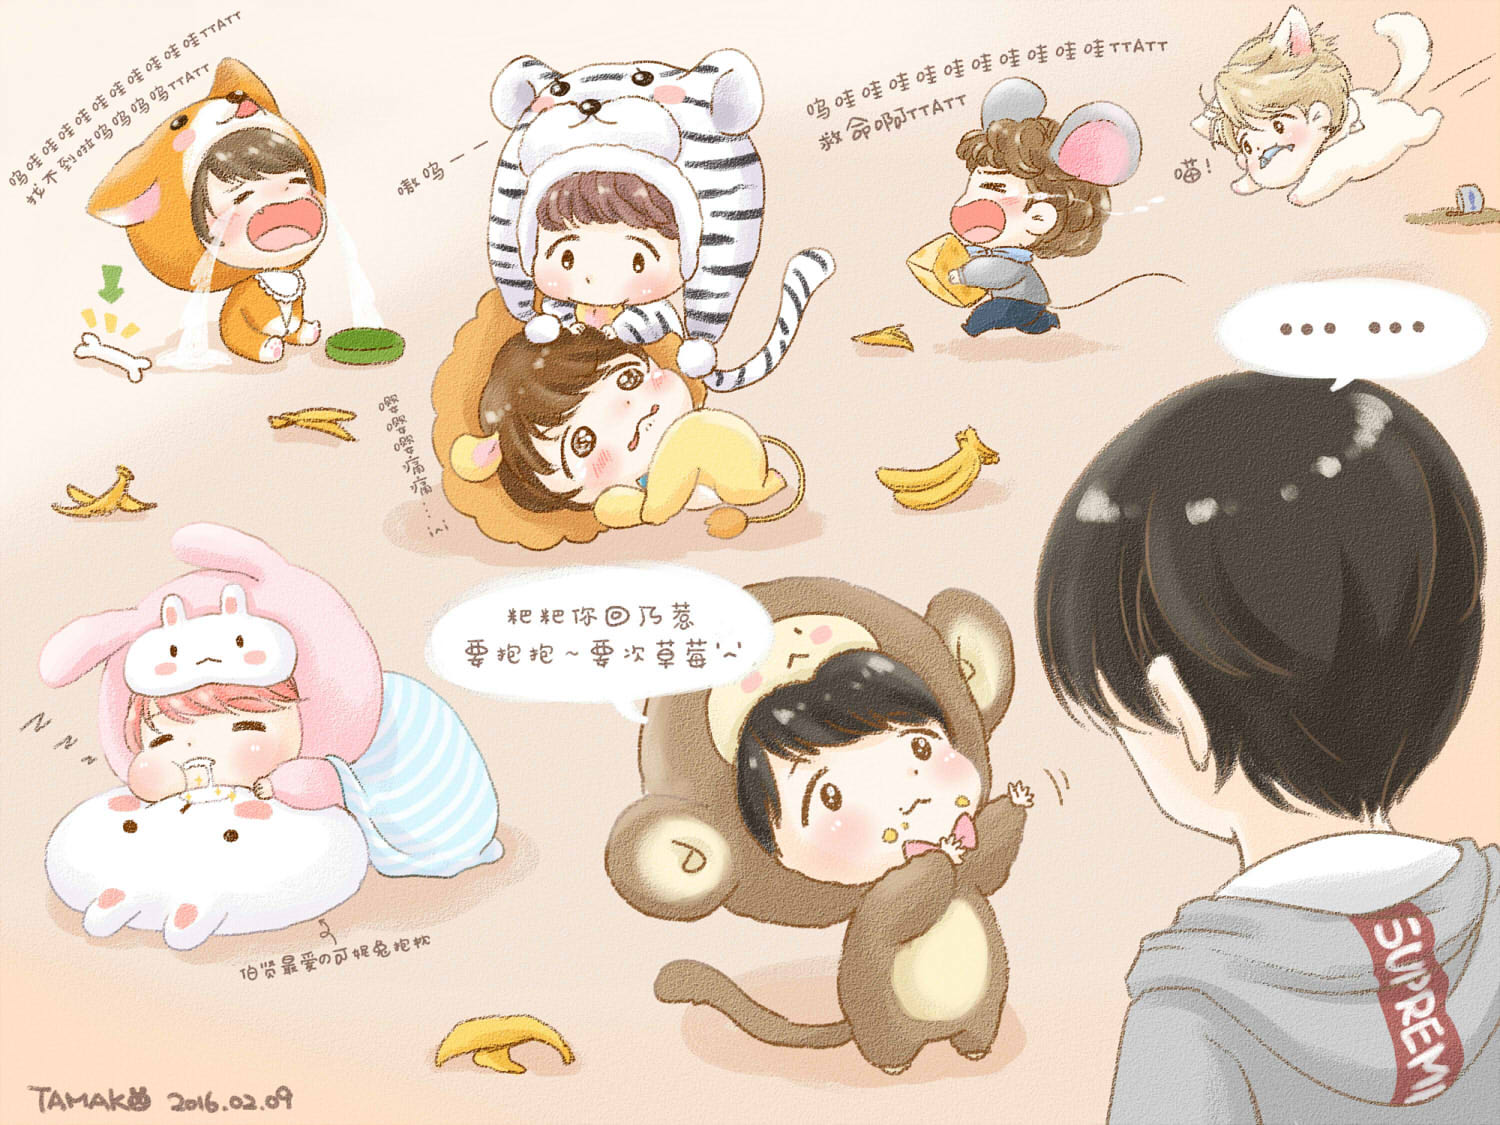 呜哇哇哇哇哇哇哇哇TTATT
找不到啦呜呜呜呜TTATT
嗷呜——
呜哇哇哇哇哇哇哇哇哇哇TTATT
救命啊TTATT
喵！
…… 
嘤嘤嘤痛痛…
粑粑你回乃惹
要抱抱~要次草莓
伯贤最爱の可妮兔抱枕
SUPREME
TAMAKO 2016.02.09